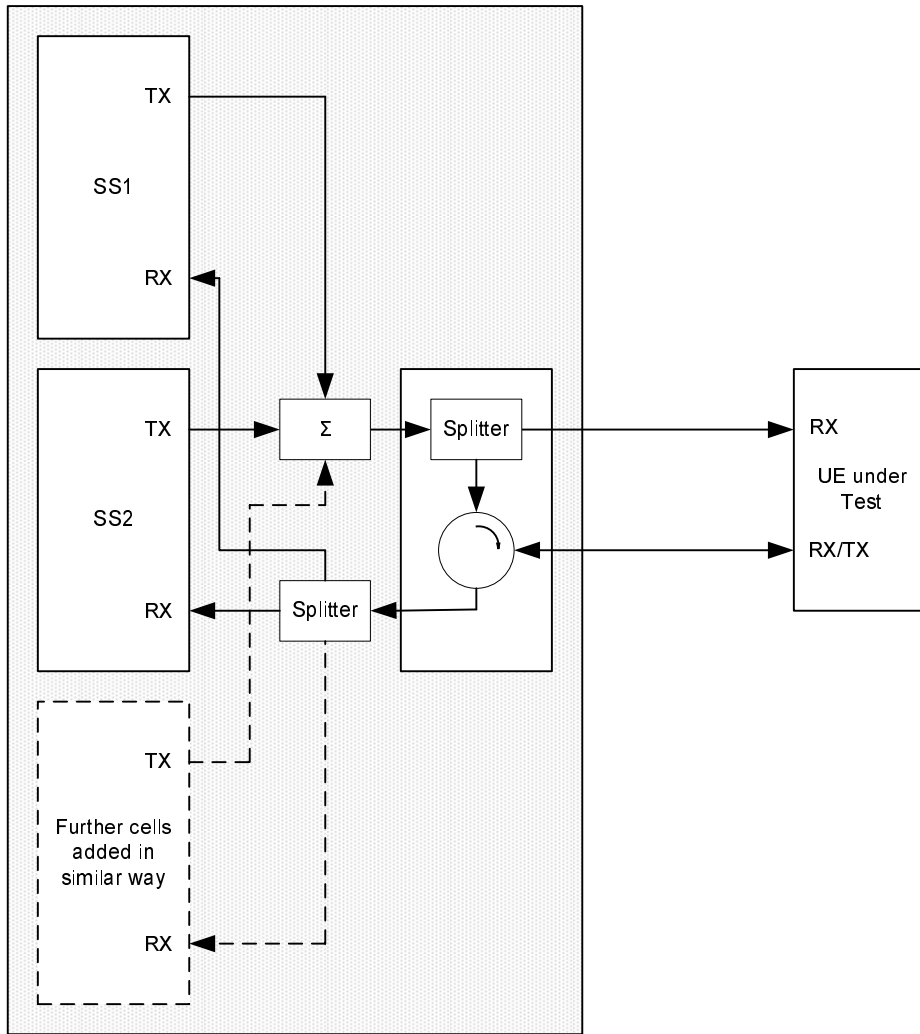 TX
SS1
RX
TX
Σ
Splitter
RX
UE under
Test
SS2
RX/TX
RX
Splitter
TX
Further cells
added in
similar way
RX